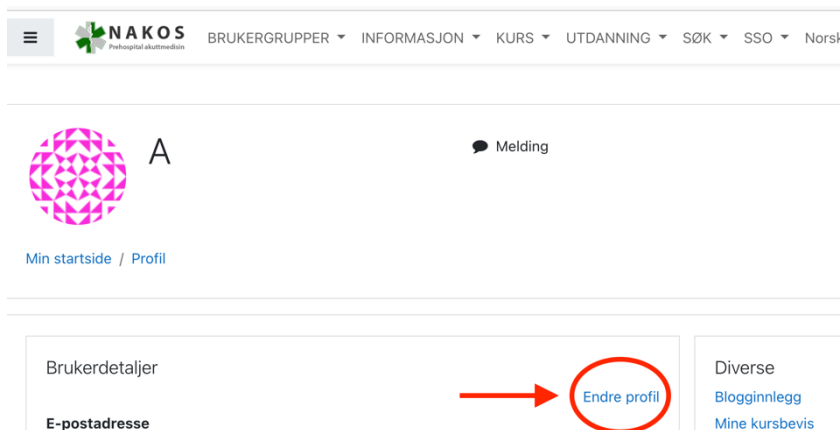 NAKOS
Prehospital akuttmedisin
BRUKERGRUPPER INFORMASJON KURS UTDANNING SØK SSO Norsk
A
Melding
Min startside / Profil
Brukerdetaljer
Endre profil
E-postadresse
Diverse
Blogginnlegg
Mine kursbevis